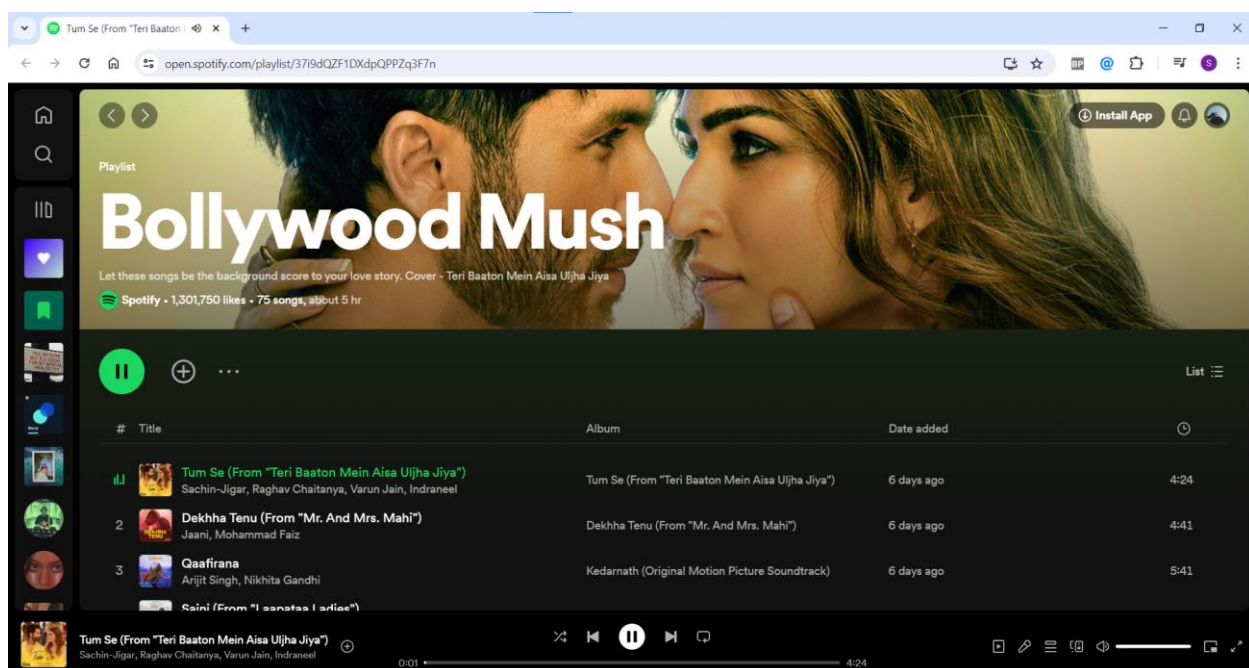 Tum Se (From "Teri Baaton
open.spotify.com/playlist/37i9dQZF1DXdpQPPZq3F7n
Install App
Playlist
Bollywood Mush
Let these songs be the background score to your love story. Cover - Teri Baaton Mein Aisa Uljha Jiya
Spotify • 1,301,750 likes • 75 songs, about 5 hr
List
# Title Album Date added
Tum Se (From "Teri Baaton Mein Aisa Uljha Jiya") Tum Se (From "Teri Baaton Mein Aisa Uljha Jiya") 6 days ago 4:24
Sachin-Jigar, Raghav Chaitanya, Varun Jain, Indraneel
2 Dekhha Tenu (From "Mr. And Mrs. Mahi") Dekhha Tenu (From "Mr. And Mrs. Mahi") 6 days ago 4:41
Jaani, Mohammad Faiz
3 Qaafirana Kedarnath (Original Motion Picture Soundtrack) 6 days ago 5:41
Arijit Singh, Nikhita Gandhi
(From "Laapataa Ladies")
Tum Se (From "Teri Baaton Mein Aisa Uljha Jiya")
Sachin-Jigar, Raghav Chaitanya, Varun Jain, Indraneel
0:01 4:24